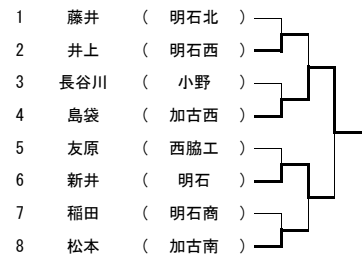 1 藤井 ( 明石北 )
2 井上 ( 明石西 )
3 長谷川 ( 小野 )
4 島袋 ( 加古西 )
5 友原 ( 西脇工 )
6 新井 ( 明石 )
7 稲田 ( 明石商 )
8 松本 ( 加古南 )